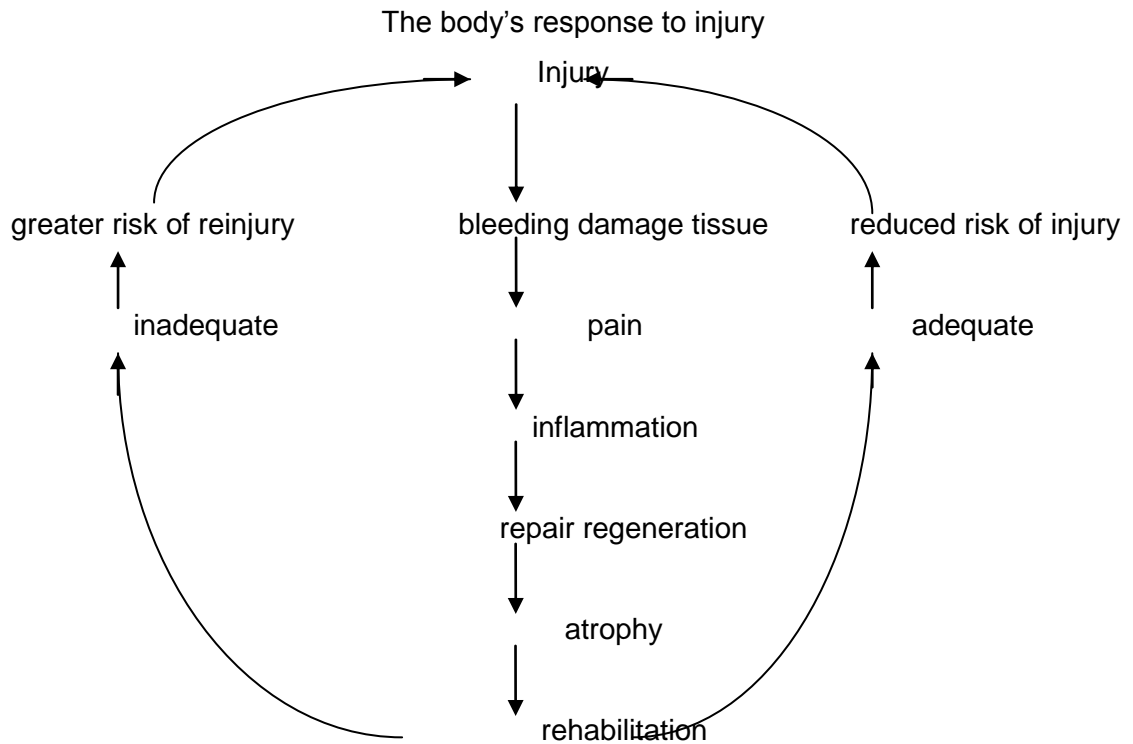 The body’s response to injury
Injury
greater risk of reinjury
bleeding damage tissue
reduced risk of injury
inadequate
pain
adequate
inflammation
repair regeneration
atrophy
rehabilitation